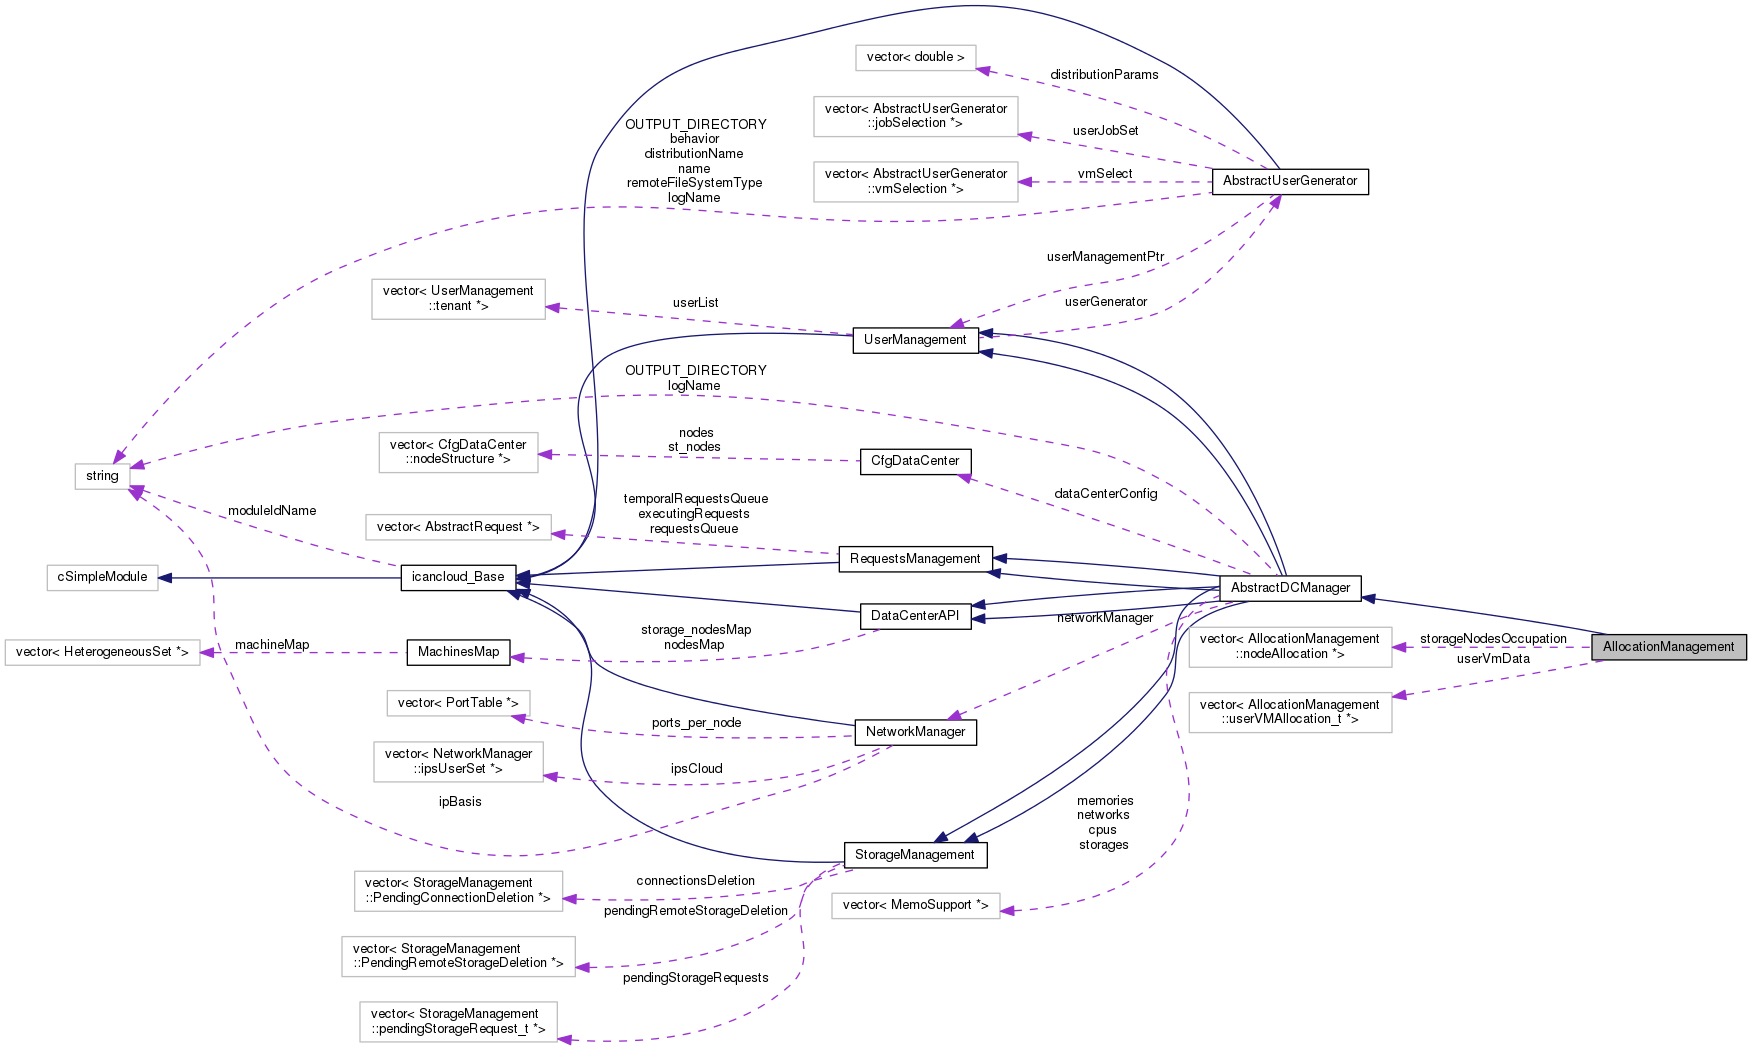 vector< double >
distributionParams
vector< AbstractUserGenerator
::jobSelection *>
userJobSet
OUTPUT_DIRECTORY
behavior
distributionName
name
remoteFileSystemType
logName
vector< AbstractUserGenerator
::vmSelection *>
vmSelect
AbstractUserGenerator
userManagementPtr
vector< UserManagement
::tenant *>
userList
userGenerator
UserManagement
OUTPUT_DIRECTORY
logName
vector< CfgDataCenter
::nodeStructure *>
nodes
st_nodes
CfgDataCenter
string
dataCenterConfig
moduleIdName
vector< AbstractRequest *>
temporalRequestsQueue
executingRequests
requestsQueue
RequestsManagement
cSimpleModule
icancloud_Base
AbstractDCManager
DataCenterAPI
networkManager
storage_nodesMap
nodesMap
vector< HeterogeneousSet *>
machineMap
MachinesMap
vector< AllocationManagement
::nodeAllocation *>
storageNodesOccupation
userVmData
AllocationManagement
vector< PortTable *>
ports_per_node
NetworkManager
vector< AllocationManagement
::userVMAllocation_t *>
vector< NetworkManager
::ipsUserSet *>
ipsCloud
ipBasis
memories
networks
cpus
storages
StorageManagement
vector< StorageManagement
::PendingConnectionDeletion *>
connectionsDeletion
vector< MemoSupport *>
pendingRemoteStorageDeletion
vector< StorageManagement
::PendingRemoteStorageDeletion *>
pendingStorageRequests
vector< StorageManagement
::pendingStorageRequest_t *>